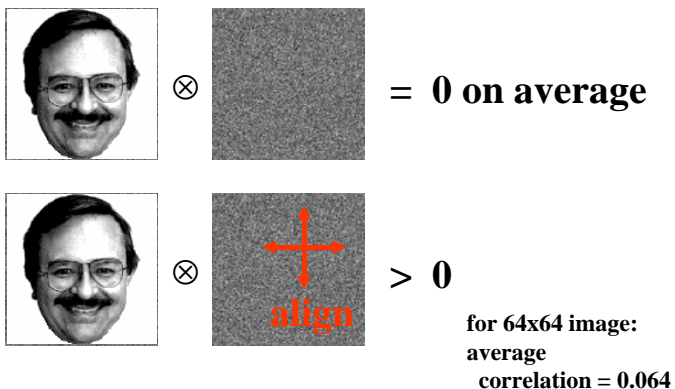 ⊗ = 0 on average
⊗ align > 0
for 64x64 image:
average
correlation = 0.064